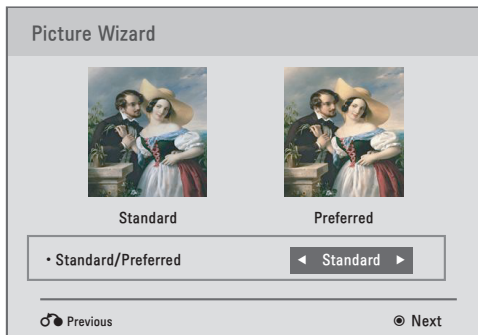 Picture Wizard
Standard Preferred
• Standard/Preferred ◄ Standard ►
Previous ◉ Next